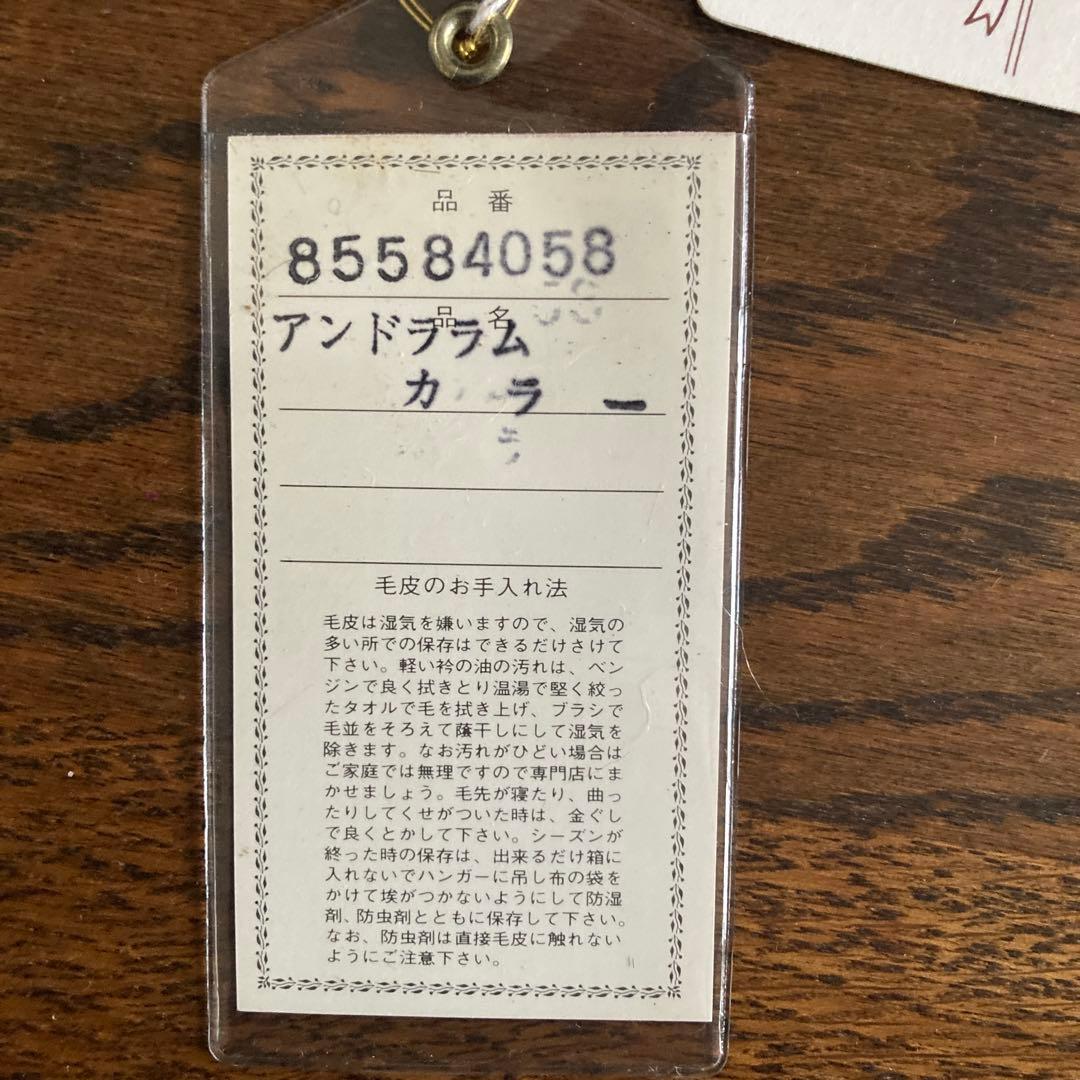 品番
85584058
品名
アンドララム
カラー
毛皮のお手入れ法
毛皮は湿気を嫌いますので、湿気の
多い所での保存はできるだけさけて
下さい。軽い衿の油の汚れは、ベン
ジンで良く拭きとり温湯で堅く絞っ
たタオルで毛を拭き上げ、ブラシで
毛並をそろえて蔭干しにして湿気を
除きます。なお汚れがひどい場合は
ご家庭では無理ですので専門店にま
かせましょう。毛先が寝たり、曲っ
たりしてくせがついた時は、金ぐし
で良くとかして下さい。シーズンが
終った時の保存は、出来るだけ箱に
入れないでハンガーに吊し布の袋を
かけて埃がつかないようにして防湿
剤、防虫剤とともに保存して下さい。
なお、防虫剤は直接毛皮に触れない
ようにご注意下さい。